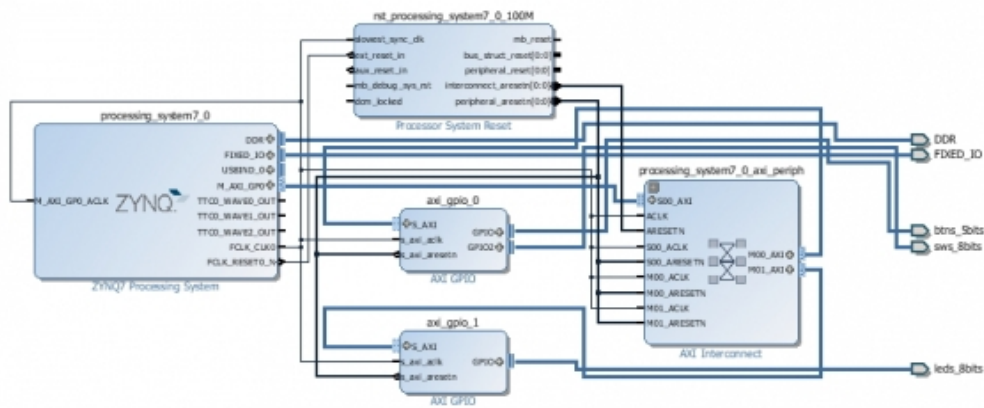 rst_processing_system7_0_100M
slowest_sync_clk
mb_reset
ext_reset_in
bus_struct_reset[0:0]
aux_reset_in
peripheral_reset[0:0]
mb_debug_sys_rst
interconnect_aresetn[0:0]
dcm_locked
peripheral_aresetn[0:0]
Processor System Reset
processing_system7_0
DDR
FIXED_IO
USBIND_0
M_AXI_GP0
M_AXI_GP0_ACLK
ZYNQ
TTC0_WAVE0_OUT
TTC0_WAVE1_OUT
TTC0_WAVE2_OUT
FCLK_CLK0
FCLK_RESET0_N
ZYNQ7 Processing System
axi_gpio_0
S_AXI
s_axi_aclk
s_axi_aresetn
GPIO
GPIO2
AXI GPIO
axi_gpio_1
S_AXI
s_axi_aclk
s_axi_aresetn
GPIO
AXI GPIO
processing_system7_0_axi_periph
S00_AXI
ACLK
ARESETN
S00_ACLK
S00_ARESETN
M00_ACLK
M00_ARESETN
M01_ACLK
M01_ARESETN
M00_AXI
M01_AXI
AXI Interconnect
DDR
FIXED_IO
btns_5bits
sws_8bits
leds_8bits